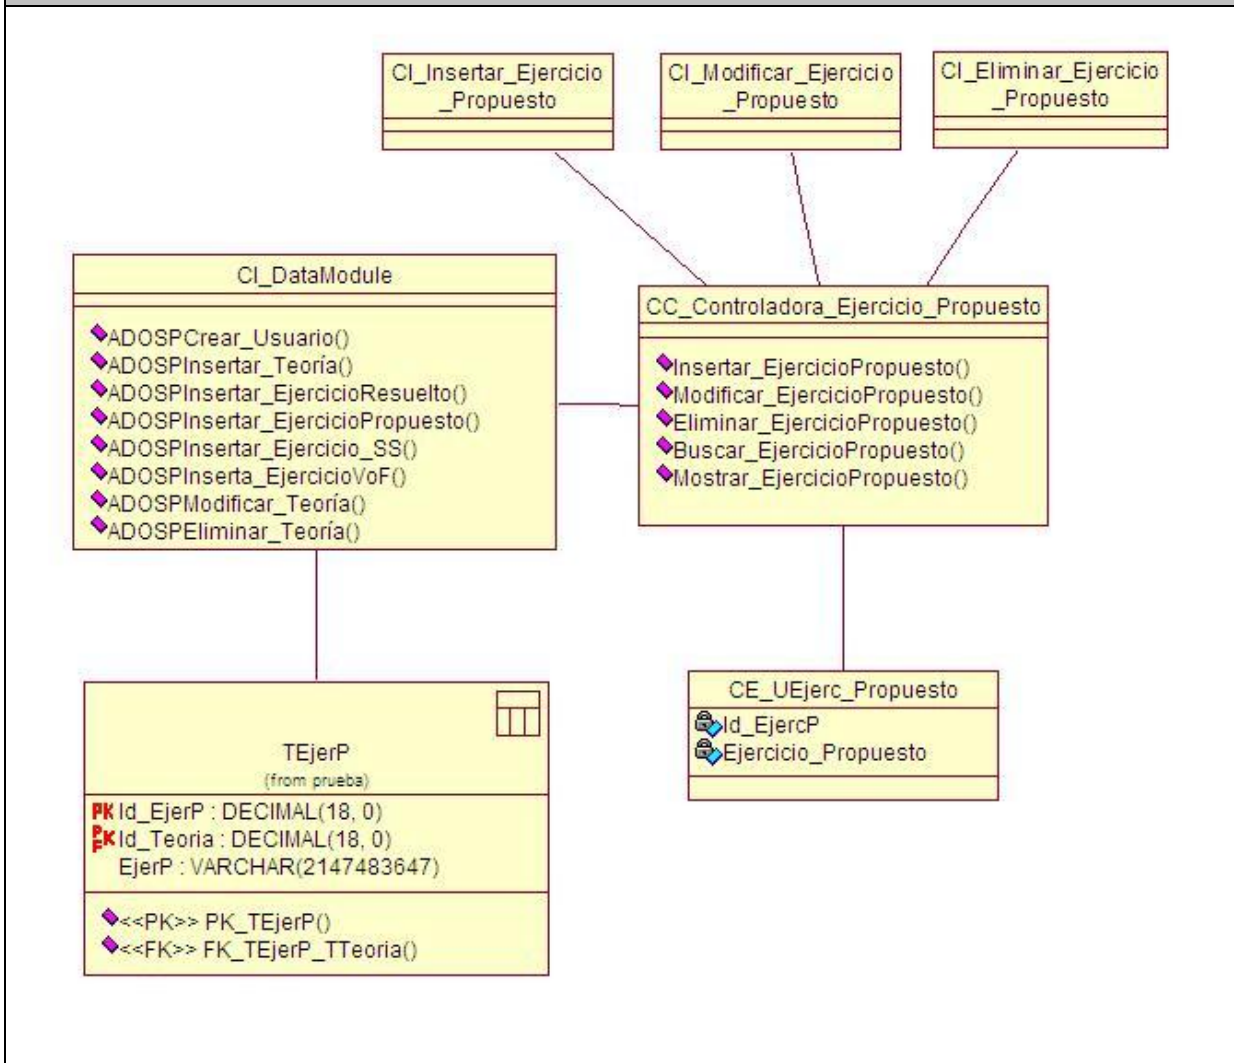 CI_Insertar_Ejercicio
_Propuesto
CI_Modificar_Ejercicio
_Propuesto
CI_Eliminar_Ejercicio
_Propuesto
CI_DataModule
ADOSPCrear_Usuario()
ADOSPInsertar_Teoría()
ADOSPInsertar_EjercicioResuelto()
ADOSPInsertar_EjercicioPropuesto()
ADOSPInsertar_Ejercicio_SS()
ADOSPInserta_EjercicioVoF()
ADOSPModificar_Teoría()
ADOSPEliminar_Teoría()
CC_Controladora_Ejercicio_Propuesto
Insertar_EjercicioPropuesto()
Modificar_EjercicioPropuesto()
Eliminar_EjercicioPropuesto()
Buscar_EjercicioPropuesto()
Mostrar_EjercicioPropuesto()
TEjerP
(from prueba)
PK Id_EjerP : DECIMAL(18, 0)
PFK Id_Teoria : DECIMAL(18, 0)
EjerP : VARCHAR(2147483647)
<<PK>> PK_TEjerP()
<<FK>> FK_TEjerP_TTeoria()
CE_UEjerc_Propuesto
Id_EjercP
Ejercicio_Propuesto